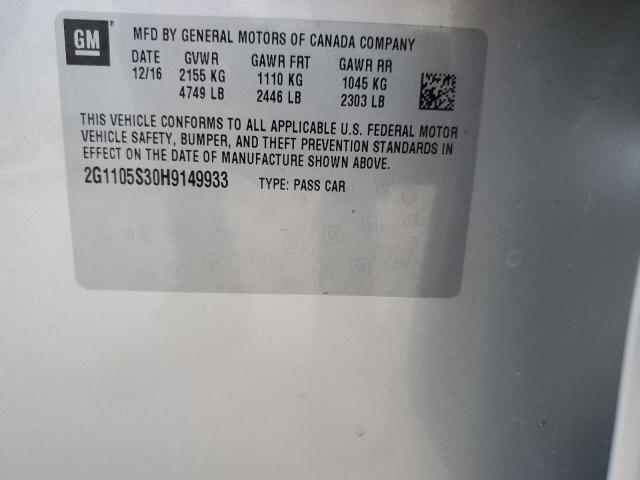 GM
MFD BY GENERAL MOTORS OF CANADA COMPANY
DATE GVWR GAWR FRT GAWR RR
12/16 2155 KG 1110 KG 1045 KG
4749 LB 2446 LB 2303 LB
THIS VEHICLE CONFORMS TO ALL APPLICABLE U.S. FEDERAL MOTOR
VEHICLE SAFETY, BUMPER, AND THEFT PREVENTION STANDARDS IN
EFFECT ON THE DATE OF MANUFACTURE SHOWN ABOVE.
2G1105S30H9149933 TYPE: PASS CAR